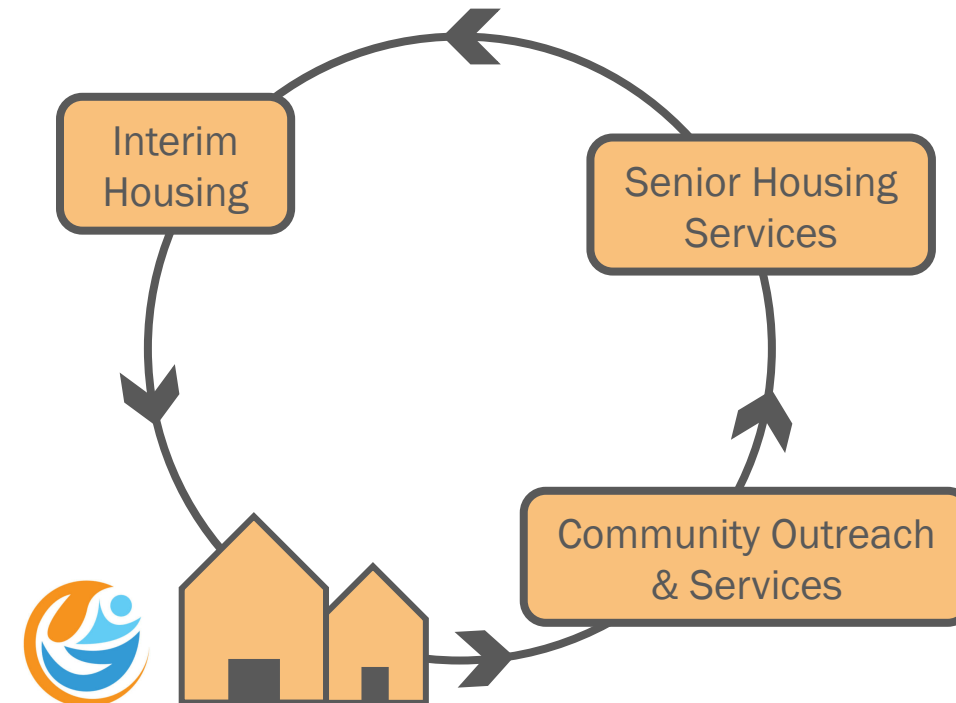 Interim
Housing
Senior Housing
Services
Community Outreach
& Services